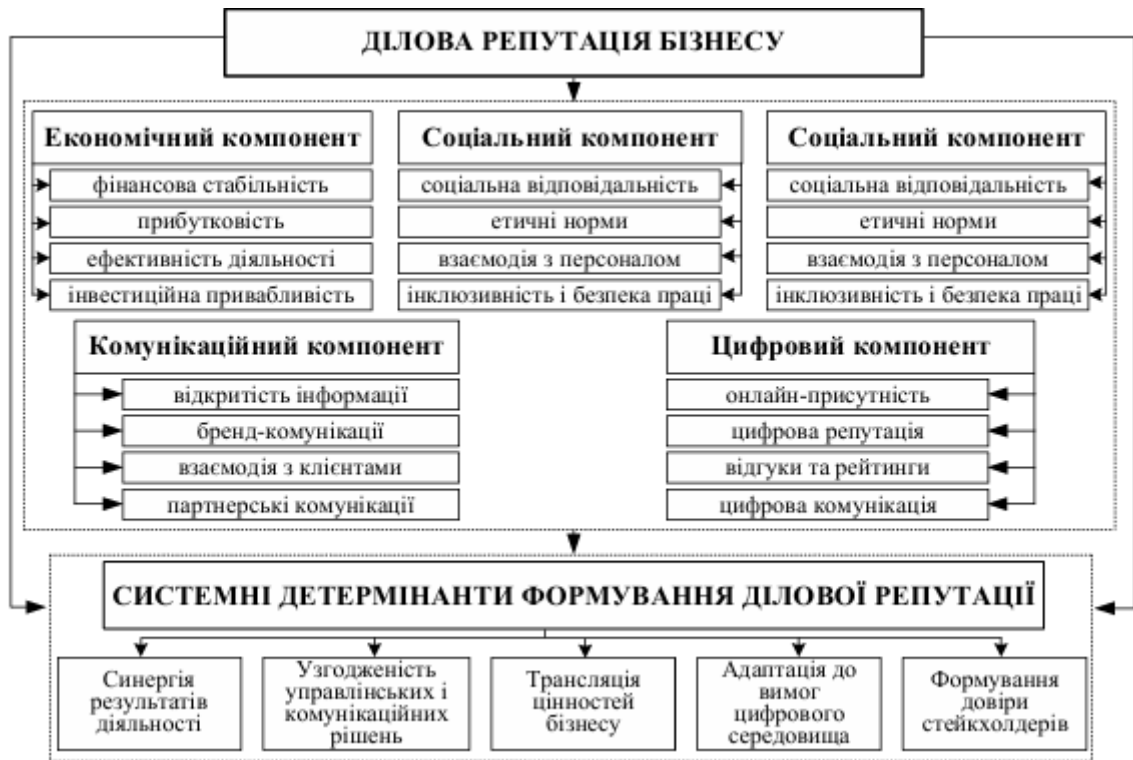 ДІЛОВА РЕПУТАЦІЯ БІЗНЕСУ
Економічний компонент
фінансова стабільність
прибутковість
ефективність діяльності
інвестиційна привабливість
Соціальний компонент
соціальна відповідальність
етичні норми
взаємодія з персоналом
інклюзивність і безпека праці
Соціальний компонент
соціальна відповідальність
етичні норми
взаємодія з персоналом
інклюзивність і безпека праці
Комунікаційний компонент
відкритість інформації
бренд-комунікації
взаємодія з клієнтами
партнерські комунікації
Цифровий компонент
онлайн-присутність
цифрова репутація
відгуки та рейтинги
цифрова комунікація
СИСТЕМНІ ДЕТЕРМІНАНТИ ФОРМУВАННЯ ДІЛОВОЇ РЕПУТАЦІЇ
Синергія
результатів
діяльності
Узгодженість
управлінських і
комунікаційних
рішень
Трансляція
цінностей
бізнесу
Адаптація до
вимог
цифрового
середовища
Формування
довіри
стейкхолдерів